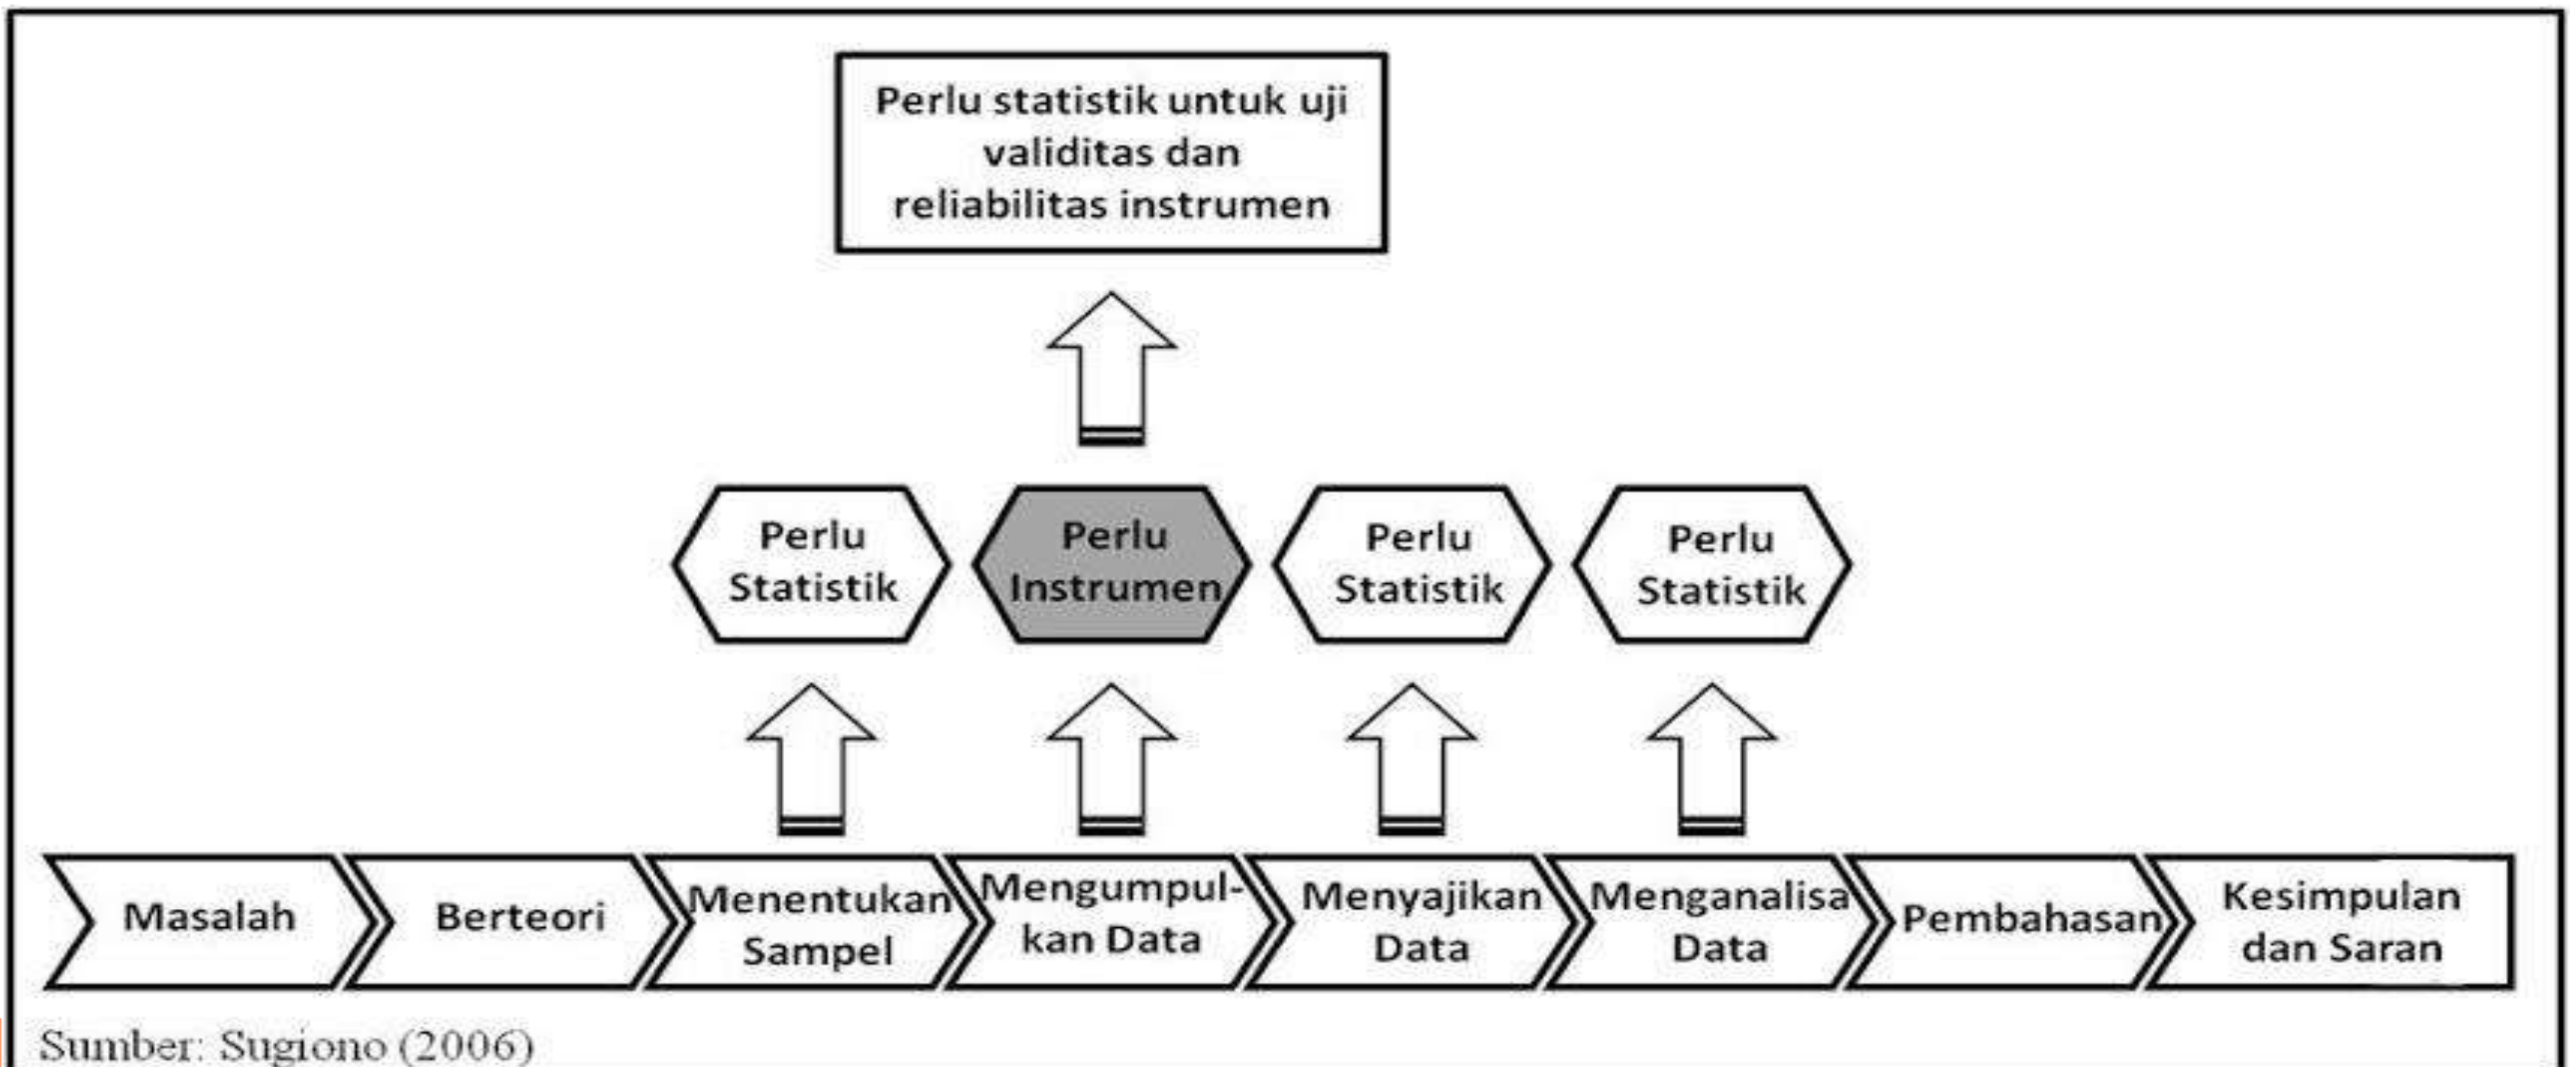 Perlu statistik untuk uji
validitas dan
reliabilitas instrumen
Perlu
Statistik
Perlu
Instrumen
Perlu
Statistik
Perlu
Statistik
Masalah
Berteori
Menentukan
Sampel
Mengumpul-
kan Data
Menyajikan
Data
Menganalisa
Data
Pembahasan
Kesimpulan
dan Saran
Sumber: Sugiono (2006)